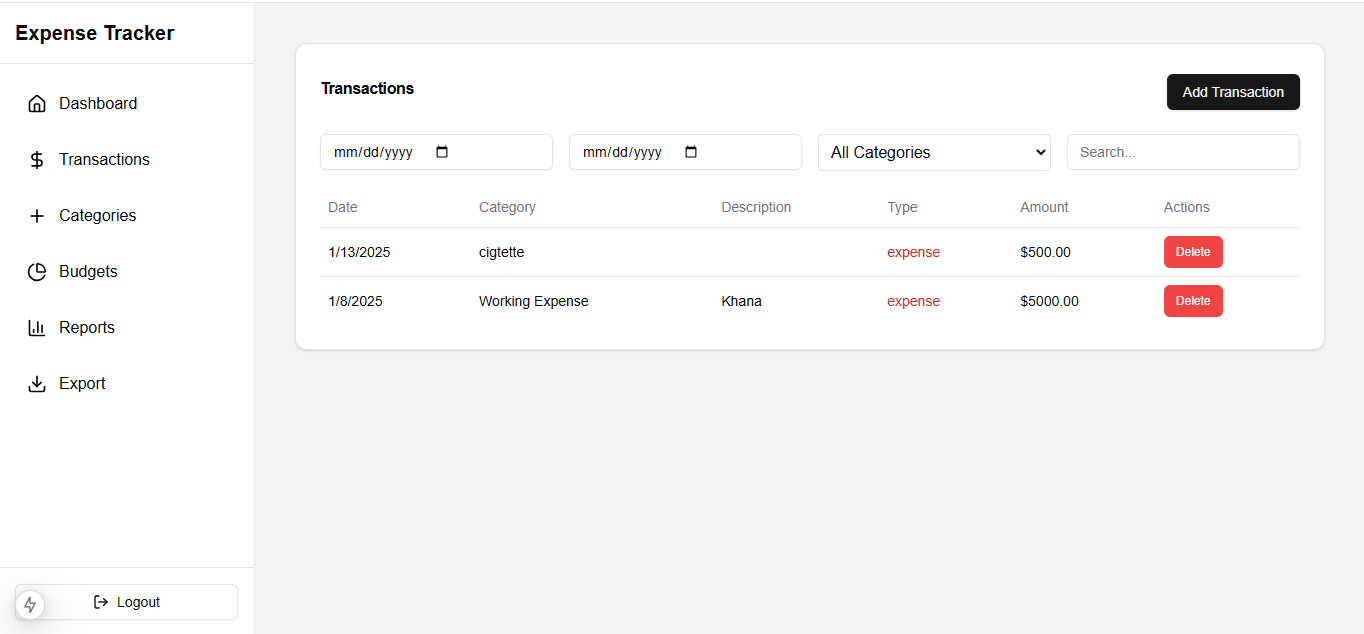 Expense Tracker
Dashboard
Transactions
Categories
Budgets
Reports
Export
Logout
Transactions
Add Transaction
mm/dd/yyyy mm/dd/yyyy All Categories Search...
Date Category Description Type Amount Actions
1/13/2025 cigtette expense $500.00 Delete
1/8/2025 Working Expense Khana expense $5000.00 Delete